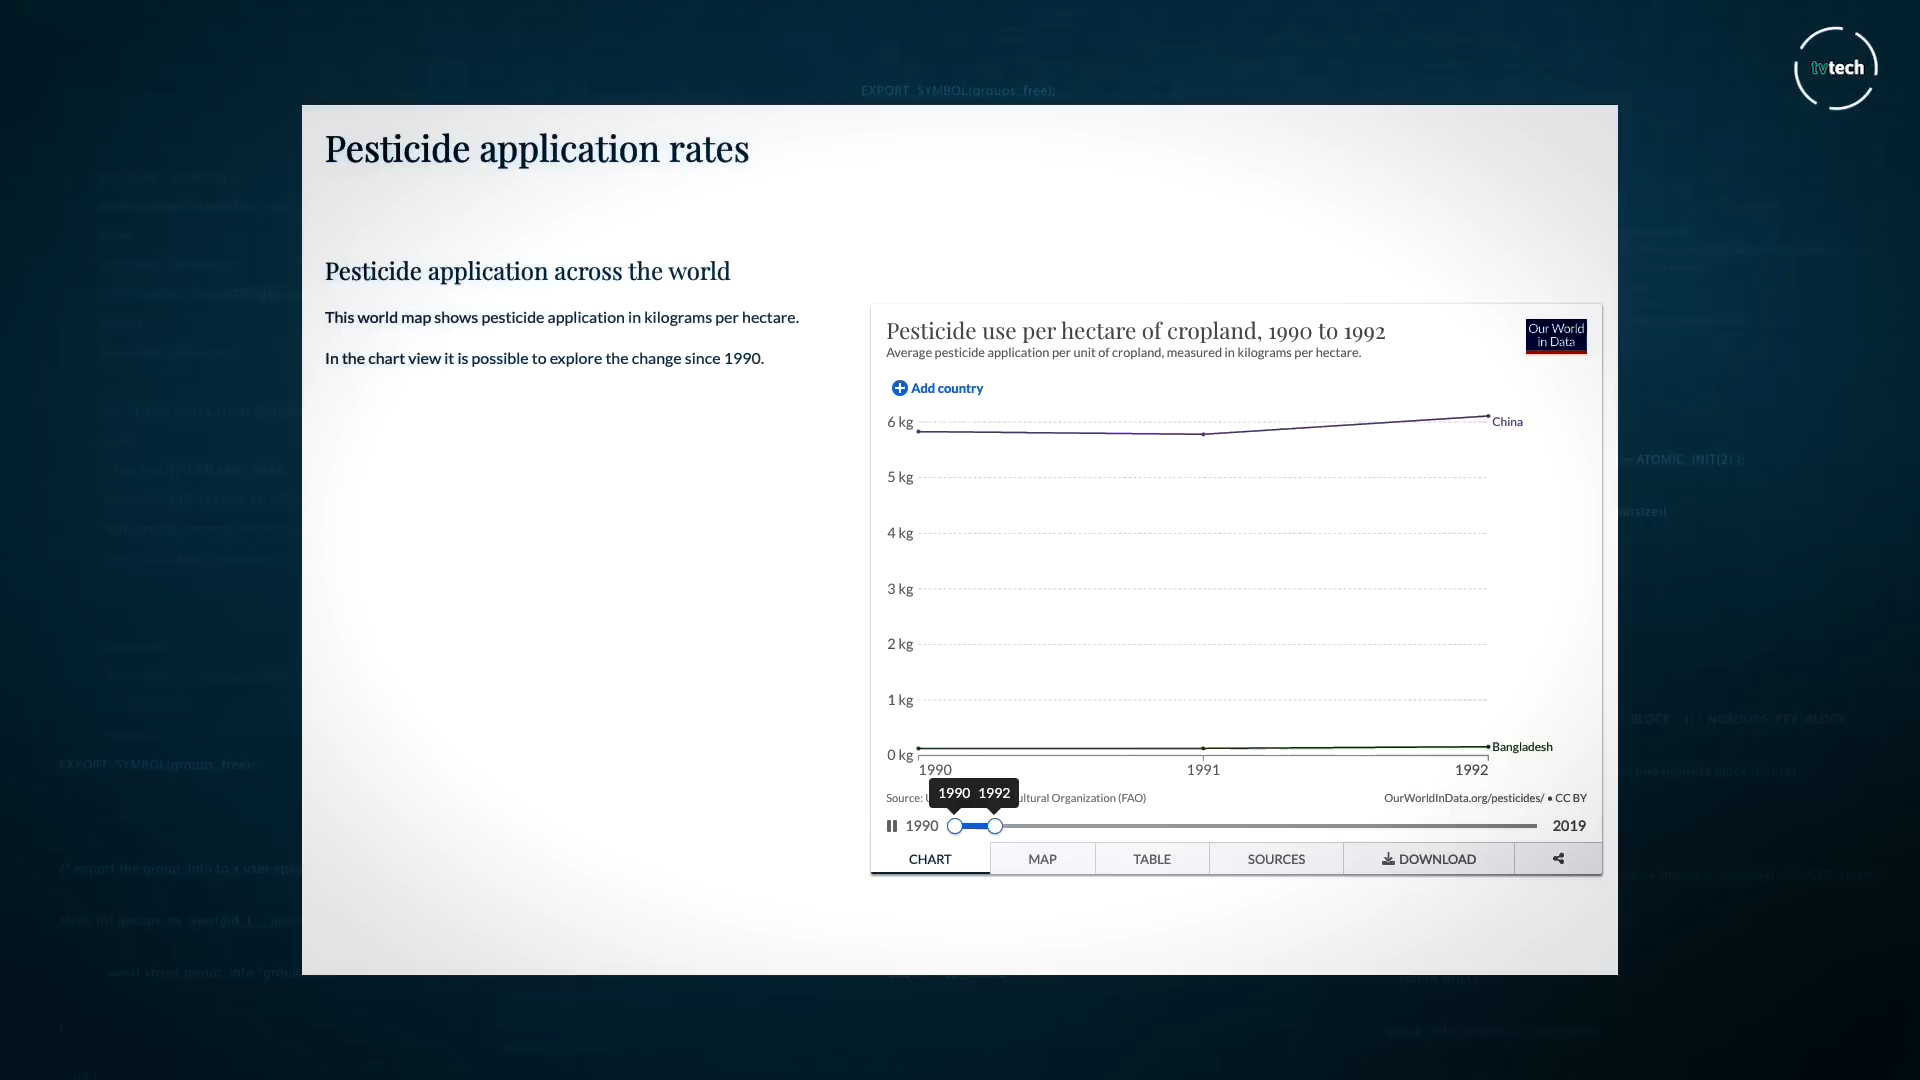 tvtech
EXPORT_SYMBOL(groups_free);
Pesticide application rates
Pesticide application across the world
This world map shows pesticide application in kilograms per hectare.
In the chart view it is possible to explore the change since 1990.
Pesticide use per hectare of cropland, 1990 to 1992
Average pesticide application per unit of cropland, measured in kilograms per hectare.
Our World
in Data
Add country
6 kg
China
5 kg
4 kg
3 kg
2 kg
1 kg
0 kg
Bangladesh
1990
1991
1992
1990 1992
Source: ultural Organization (FAO)
OurWorldInData.org/pesticides/ • CC BY
1990
2019
CHART
MAP
TABLE
SOURCES
DOWNLOAD
= ATOMIC_INIT(2) };
EXPORT_SYMBOL(groups_free);